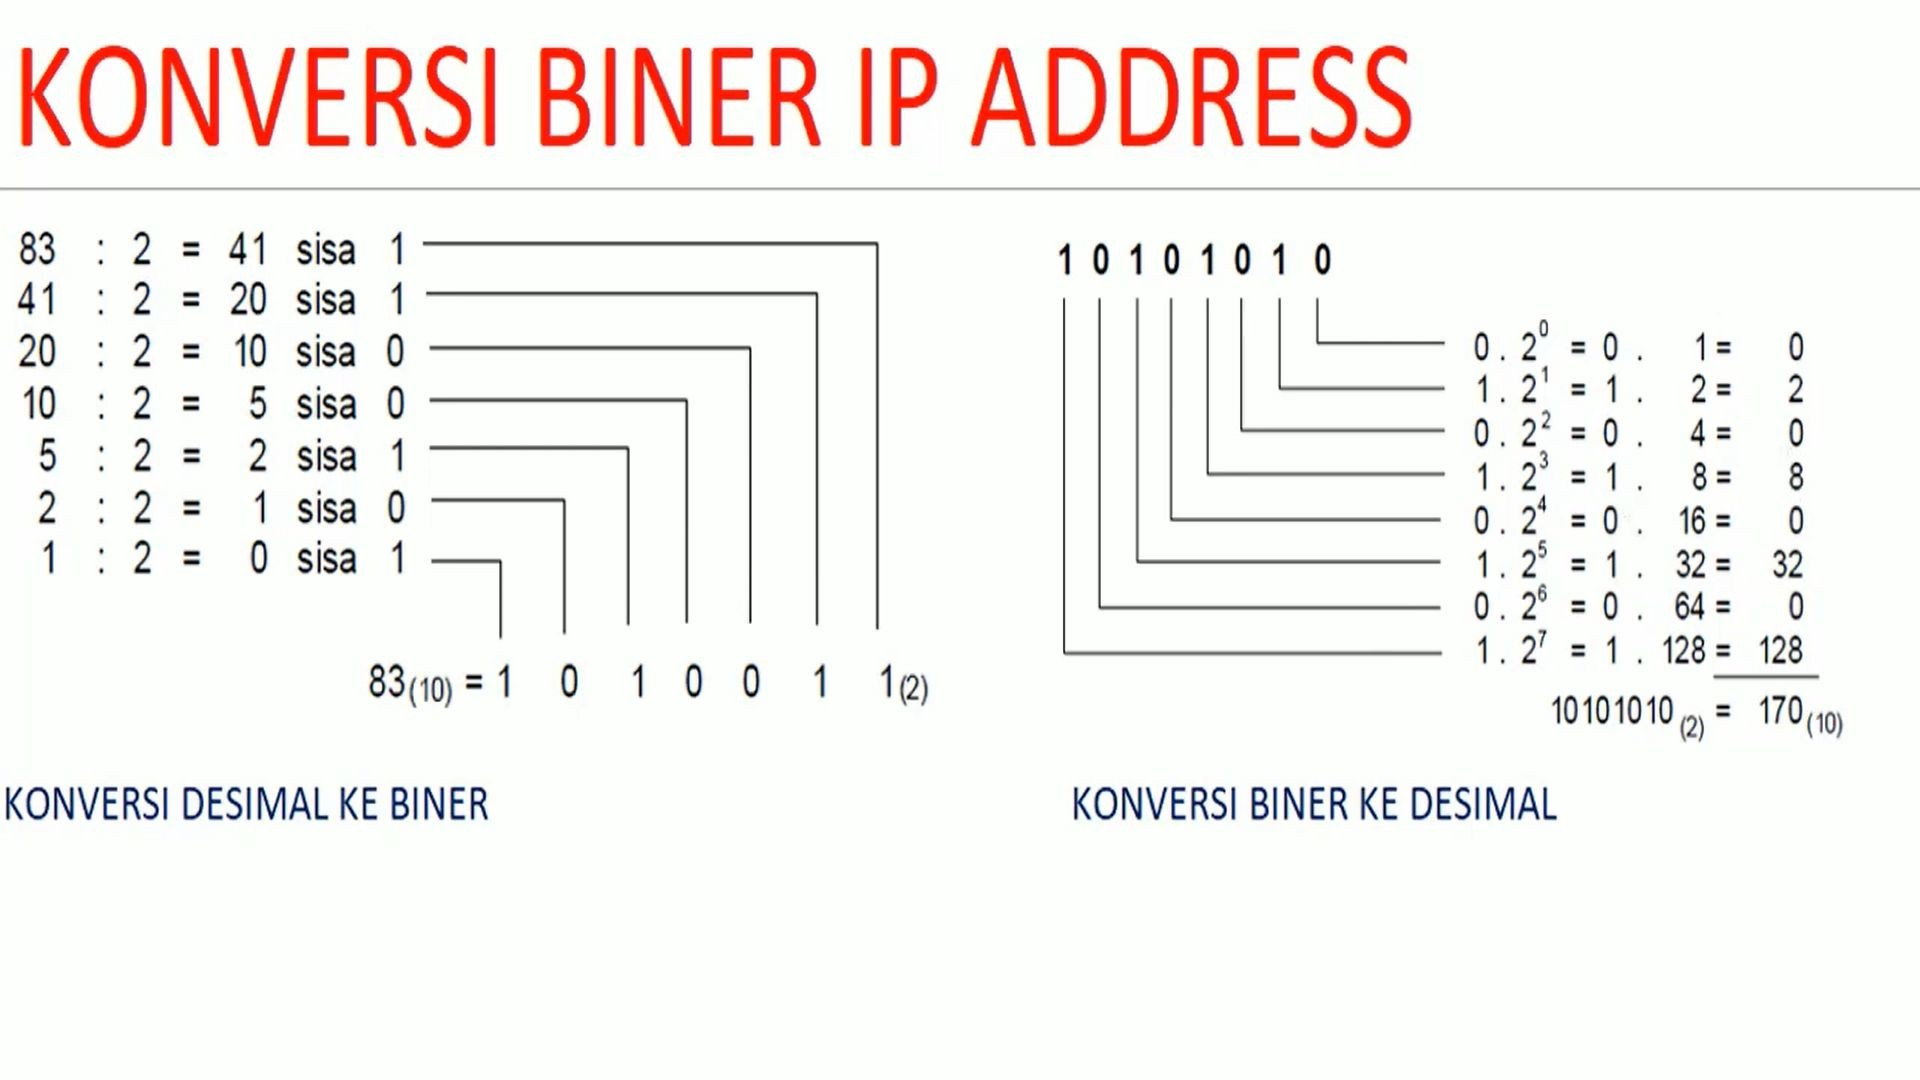 KONVERSI BINER IP ADDRESS
83 : 2 = 41 sisa 1
41 : 2 = 20 sisa 1
20 : 2 = 10 sisa 0
10 : 2 = 5 sisa 0
5 : 2 = 2 sisa 1
2 : 2 = 1 sisa 0
1 : 2 = 0 sisa 1
83(10) = 1 0 1 0 0 1 1(2)
KONVERSI DESIMAL KE BINER
1 0 1 0 1 0 1 0
0 . 2⁰ = 0 . 1 = 0
1 . 2¹ = 1 . 2 = 2
0 . 2² = 0 . 4 = 0
1 . 2³ = 1 . 8 = 8
0 . 2⁴ = 0 . 16 = 0
1 . 2⁵ = 1 . 32 = 32
0 . 2⁶ = 0 . 64 = 0
1 . 2⁷ = 1 . 128 = 128
10101010 (2) = 170 (10)
KONVERSI BINER KE DESIMAL